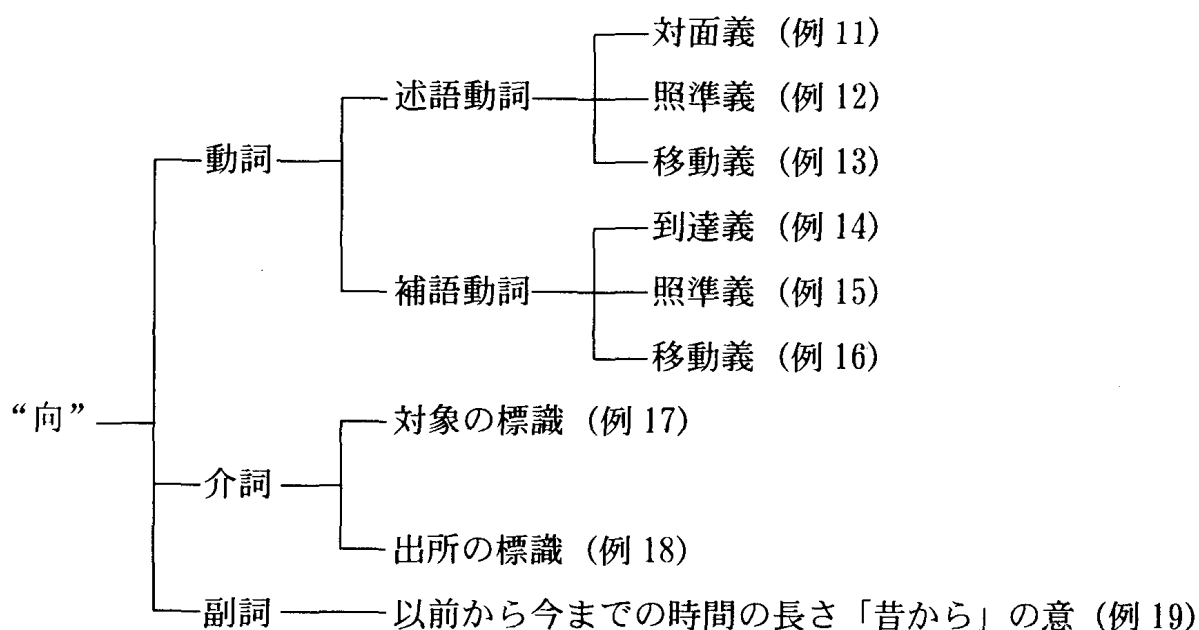 対面義 (例 11)
述語動詞
照準義 (例 12)
動詞
移動義 (例 13)
到達義 (例 14)
補語動詞
照準義 (例 15)
移動義 (例 16)
“向”
対象の標識 (例 17)
介詞
出所の標識 (例 18)
副詞
以前から今までの時間の長さ「昔から」の意 (例 19)